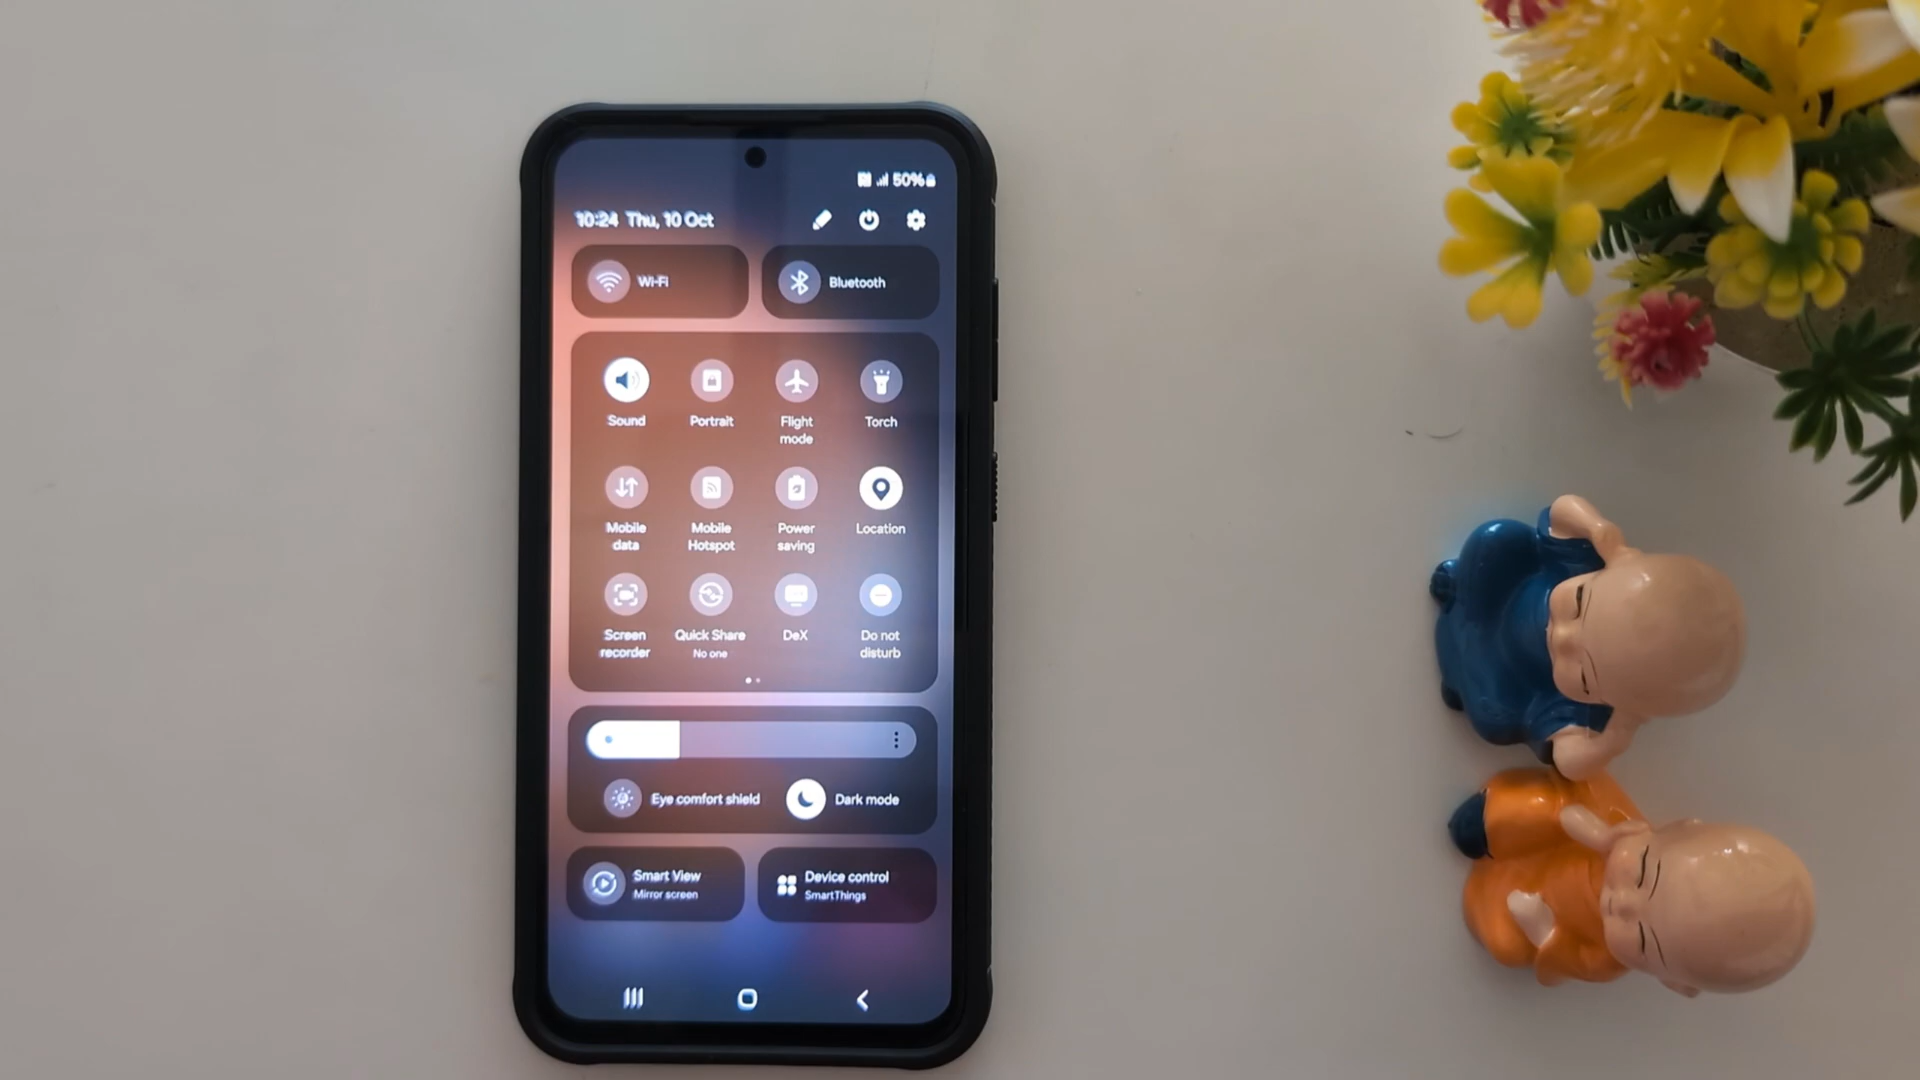 50%
10:24 Thu, 10 Oct
Wi-Fi
Bluetooth
Sound
Portrait
Flight
mode
Torch
Mobile
data
Mobile
Hotspot
Power
saving
Location
Screen
recorder
Quick Share
No one
DeX
Do not
disturb
Eye comfort shield
Dark mode
Smart View
Mirror screen
Device control
SmartThings